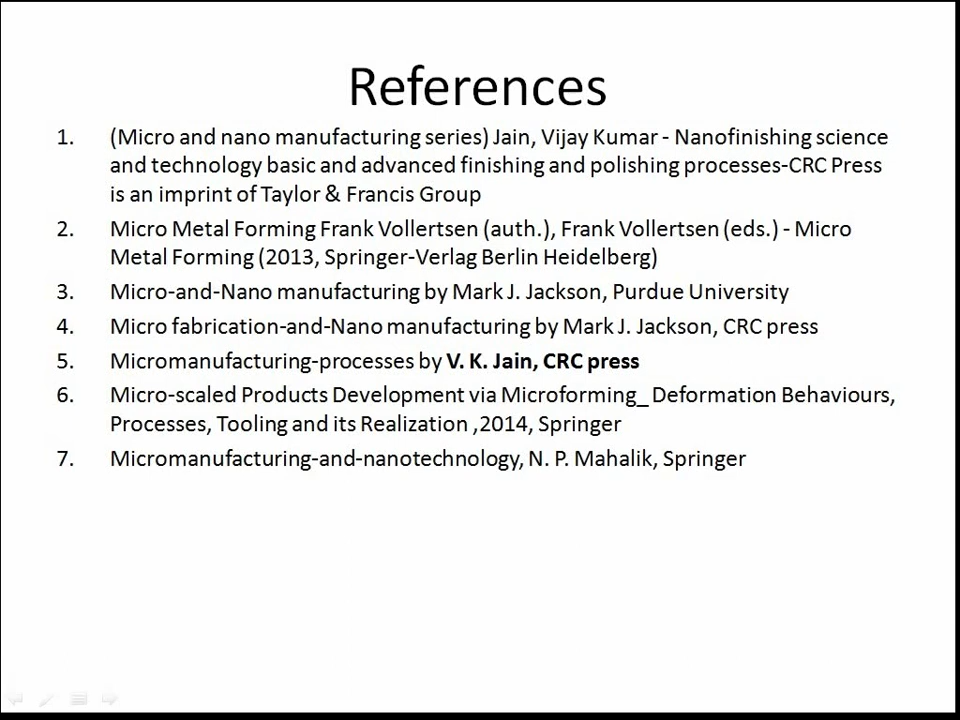 References
1. (Micro and nano manufacturing series) Jain, Vijay Kumar - Nanofinishing science
and technology basic and advanced finishing and polishing processes-CRC Press
is an imprint of Taylor & Francis Group
2. Micro Metal Forming Frank Vollertsen (auth.), Frank Vollertsen (eds.) - Micro
Metal Forming (2013, Springer-Verlag Berlin Heidelberg)
3. Micro-and-Nano manufacturing by Mark J. Jackson, Purdue University
4. Micro fabrication-and-Nano manufacturing by Mark J. Jackson, CRC press
5. Micromanufacturing-processes by V. K. Jain, CRC press
6. Micro-scaled Products Development via Microforming_ Deformation Behaviours,
Processes, Tooling and its Realization ,2014, Springer
7. Micromanufacturing-and-nanotechnology, N. P. Mahalik, Springer